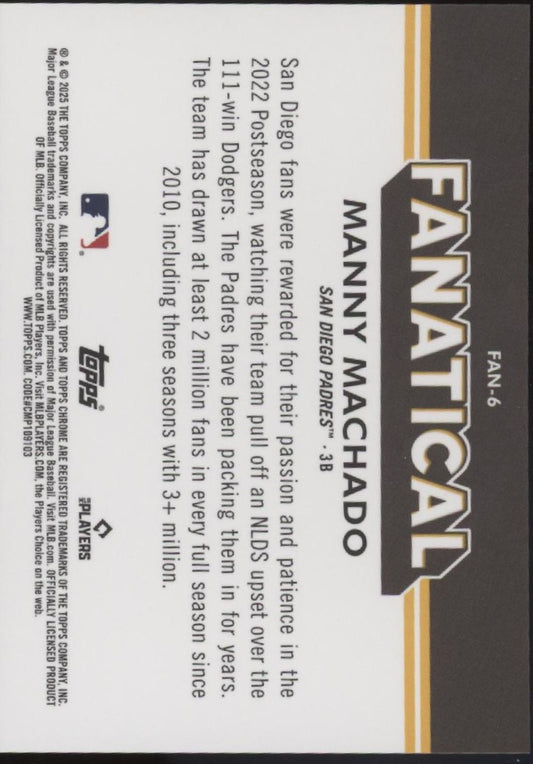 FAN-6
FANATICAL
MANNY MACHADO
SAN DIEGO PADRES™ · 3B
San Diego fans were rewarded for their passion and patience in the
2022 Postseason, watching their team pull off an NLDS upset over the
111-win Dodgers. The Padres have been packing them in for years.
The team has drawn at least 2 million fans in every full season since
2010, including three seasons with 3+ million.
®
topps®
MLB PLAYERS
® & © 2025 THE TOPPS COMPANY, INC. ALL RIGHTS RESERVED. TOPPS AND TOPPS CHROME ARE REGISTERED TRADEMARKS OF THE TOPPS COMPANY, INC.
Major League Baseball trademarks and copyrights are used with permission of Major League Baseball. Visit MLB.com. OFFICIALLY LICENSED PRODUCT
OF MLB. Officially Licensed Product of MLB Players, Inc. Visit MLBPLAYERS.COM, the Players Choice on the web.
WWW.TOPPS.COM. CODE#CMP109103